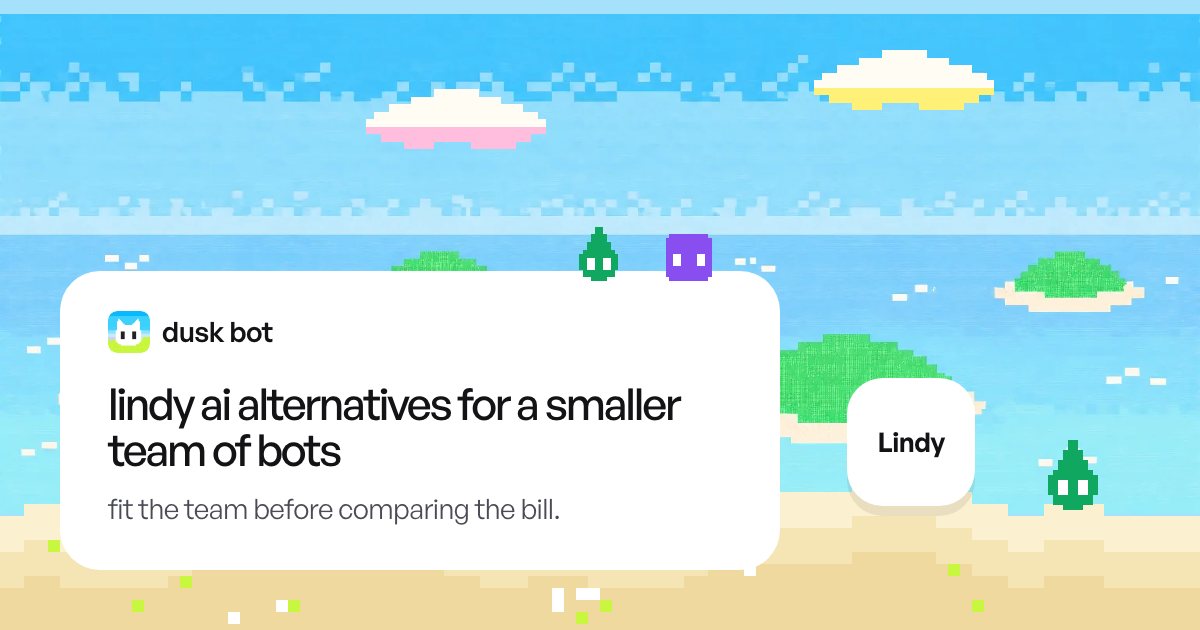 dusk bot
lindy ai alternatives for a smaller
team of bots
fit the team before comparing the bill.
Lindy